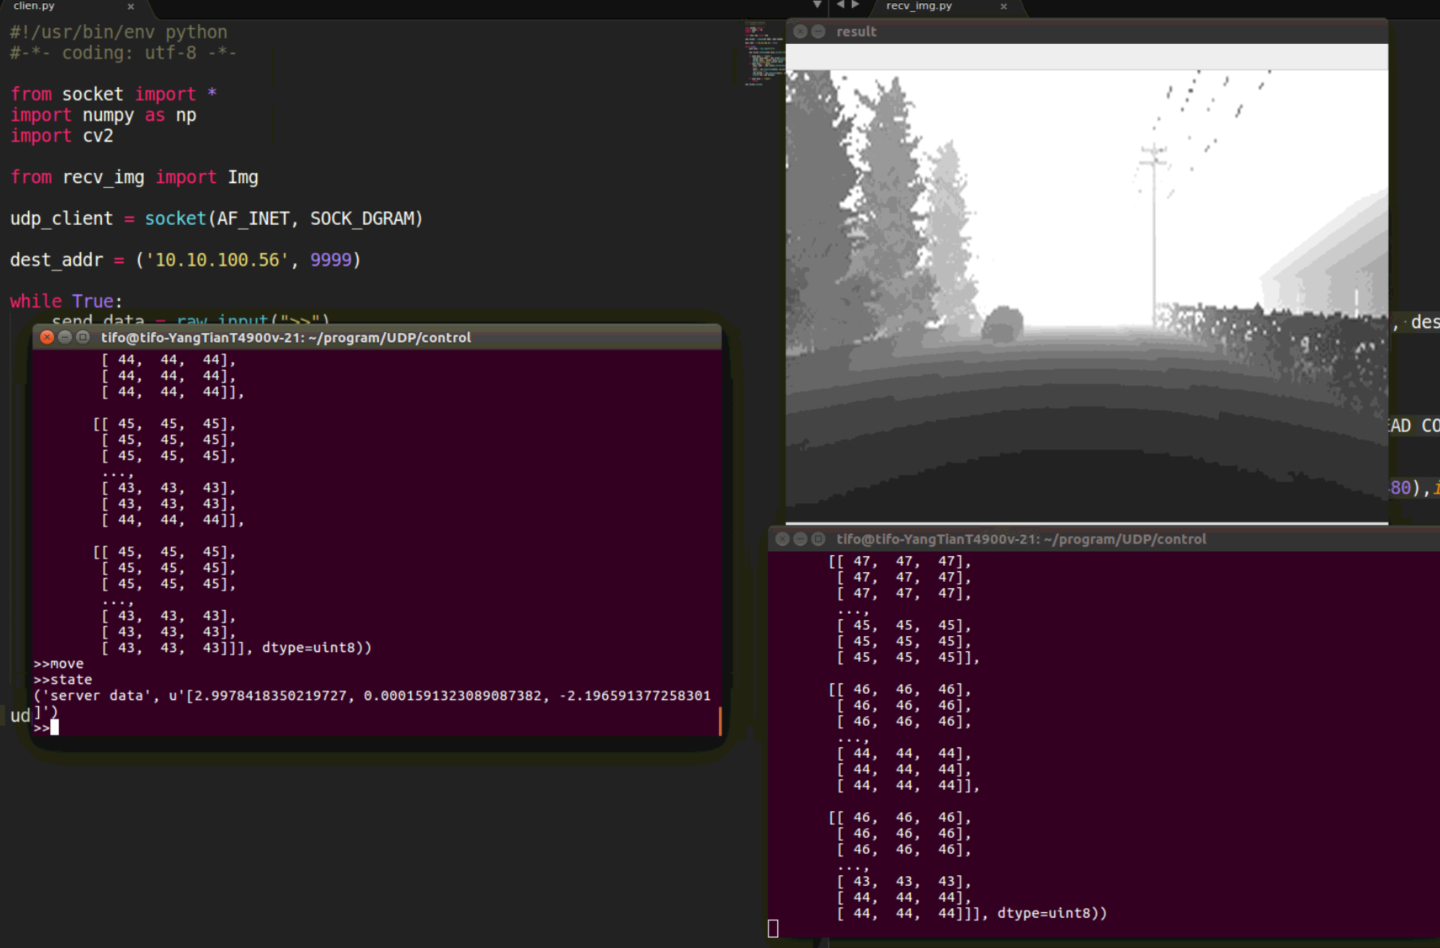 clien.py
recv_img.py
#!/usr/bin/env python
#-*- coding: utf-8 -*-
from socket import *
import numpy as np
import cv2
from recv_img import Img
udp_client = socket(AF_INET, SOCK_DGRAM)
dest_addr = ('10.10.100.56', 9999)
while True:
send_data = raw_input(">>")
ud
tifo@tifo-YangTianT4900v-21: ~/program/UDP/control
[ 44, 44, 44],
[ 44, 44, 44],
[ 44, 44, 44]],
[[ 45, 45, 45],
[ 45, 45, 45],
[ 45, 45, 45],
...,
[ 43, 43, 43],
[ 43, 43, 43],
[ 44, 44, 44]],
[[ 45, 45, 45],
[ 45, 45, 45],
[ 45, 45, 45],
...,
[ 43, 43, 43],
[ 43, 43, 43],
[ 43, 43, 43]]], dtype=uint8))
>>move
>>state
('server data', u'[2.9978418350219727, 0.0001591323089087382, -2.196591377258301
]')
>>
result
, des
EAD CO
80),i
tifo@tifo-YangTianT4900v-21: ~/program/UDP/control
[[ 47, 47, 47],
[ 47, 47, 47],
[ 47, 47, 47],
...,
[ 45, 45, 45],
[ 45, 45, 45],
[ 45, 45, 45]],
[[ 46, 46, 46],
[ 46, 46, 46],
[ 46, 46, 46],
...,
[ 44, 44, 44],
[ 44, 44, 44],
[ 44, 44, 44]],
[[ 46, 46, 46],
[ 46, 46, 46],
[ 46, 46, 46],
...,
[ 43, 43, 43],
[ 44, 44, 44],
[ 44, 44, 44]]], dtype=uint8))